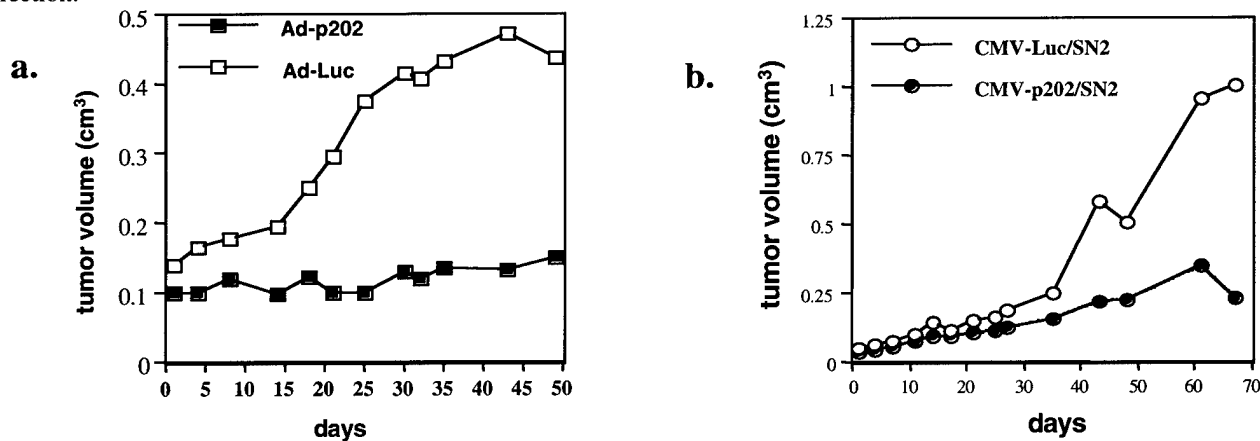 a.
Ad-p202
Ad-Luc
tumor volume (cm³)
0.5
0.4
0.3
0.2
0.1
0
0 5 10 15 20 25 30 35 40 45 50
days
b.
CMV-Luc/SN2
CMV-p202/SN2
tumor volume (cm³)
1.25
1
0.75
0.5
0.25
0
0 10 20 30 40 50 60 70
days